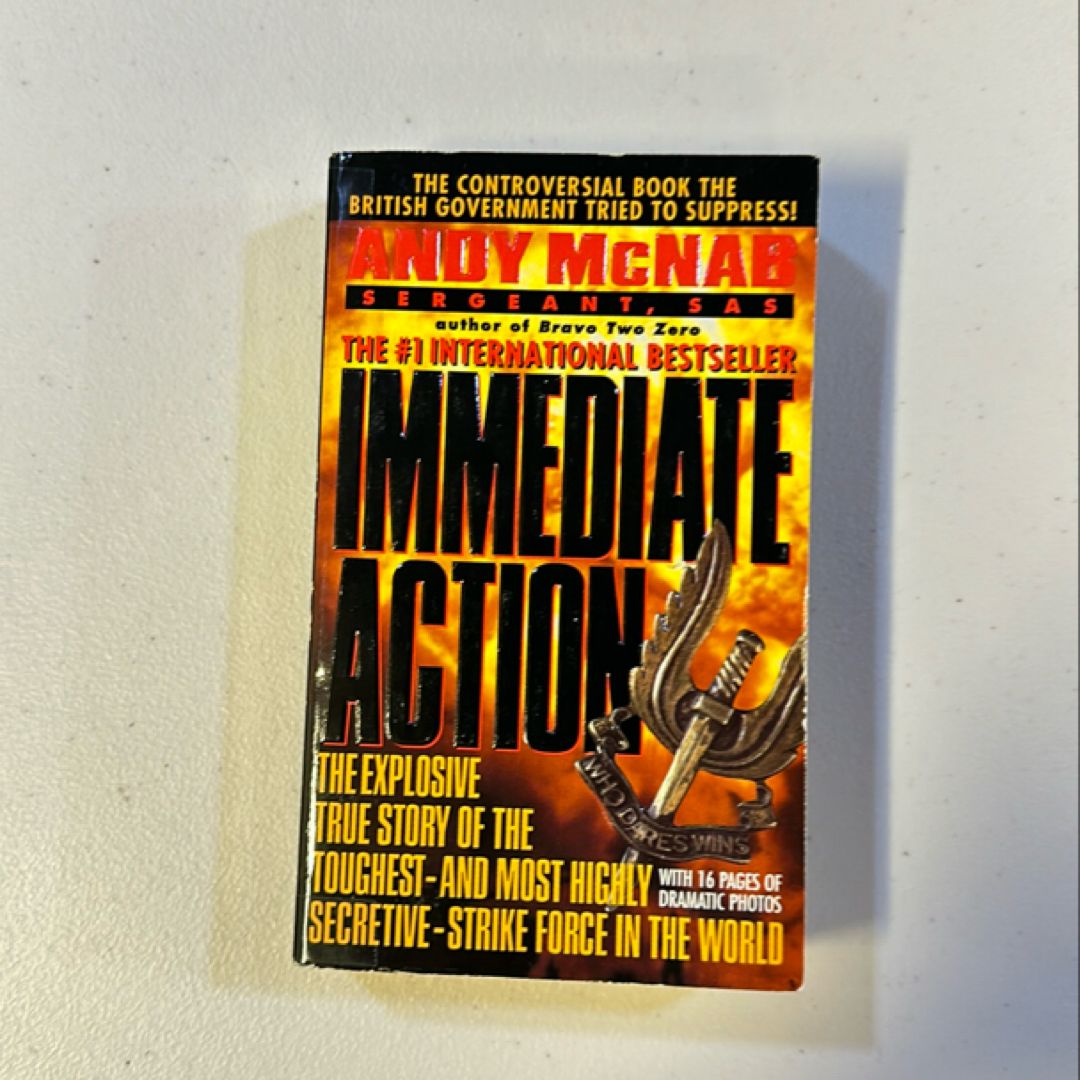 THE CONTROVERSIAL BOOK THE
BRITISH GOVERNMENT TRIED TO SUPPRESS!
ANDY McNAB
SERGEANT, SAS
author of Bravo Two Zero
THE #1 INTERNATIONAL BESTSELLER
IMMEDIATE
ACTION
WHO DARES WINS
THE EXPLOSIVE
TRUE STORY OF THE
TOUGHEST-AND MOST HIGHLY
SECRETIVE-STRIKE FORCE IN THE WORLD
WITH 16 PAGES OF
DRAMATIC PHOTOS